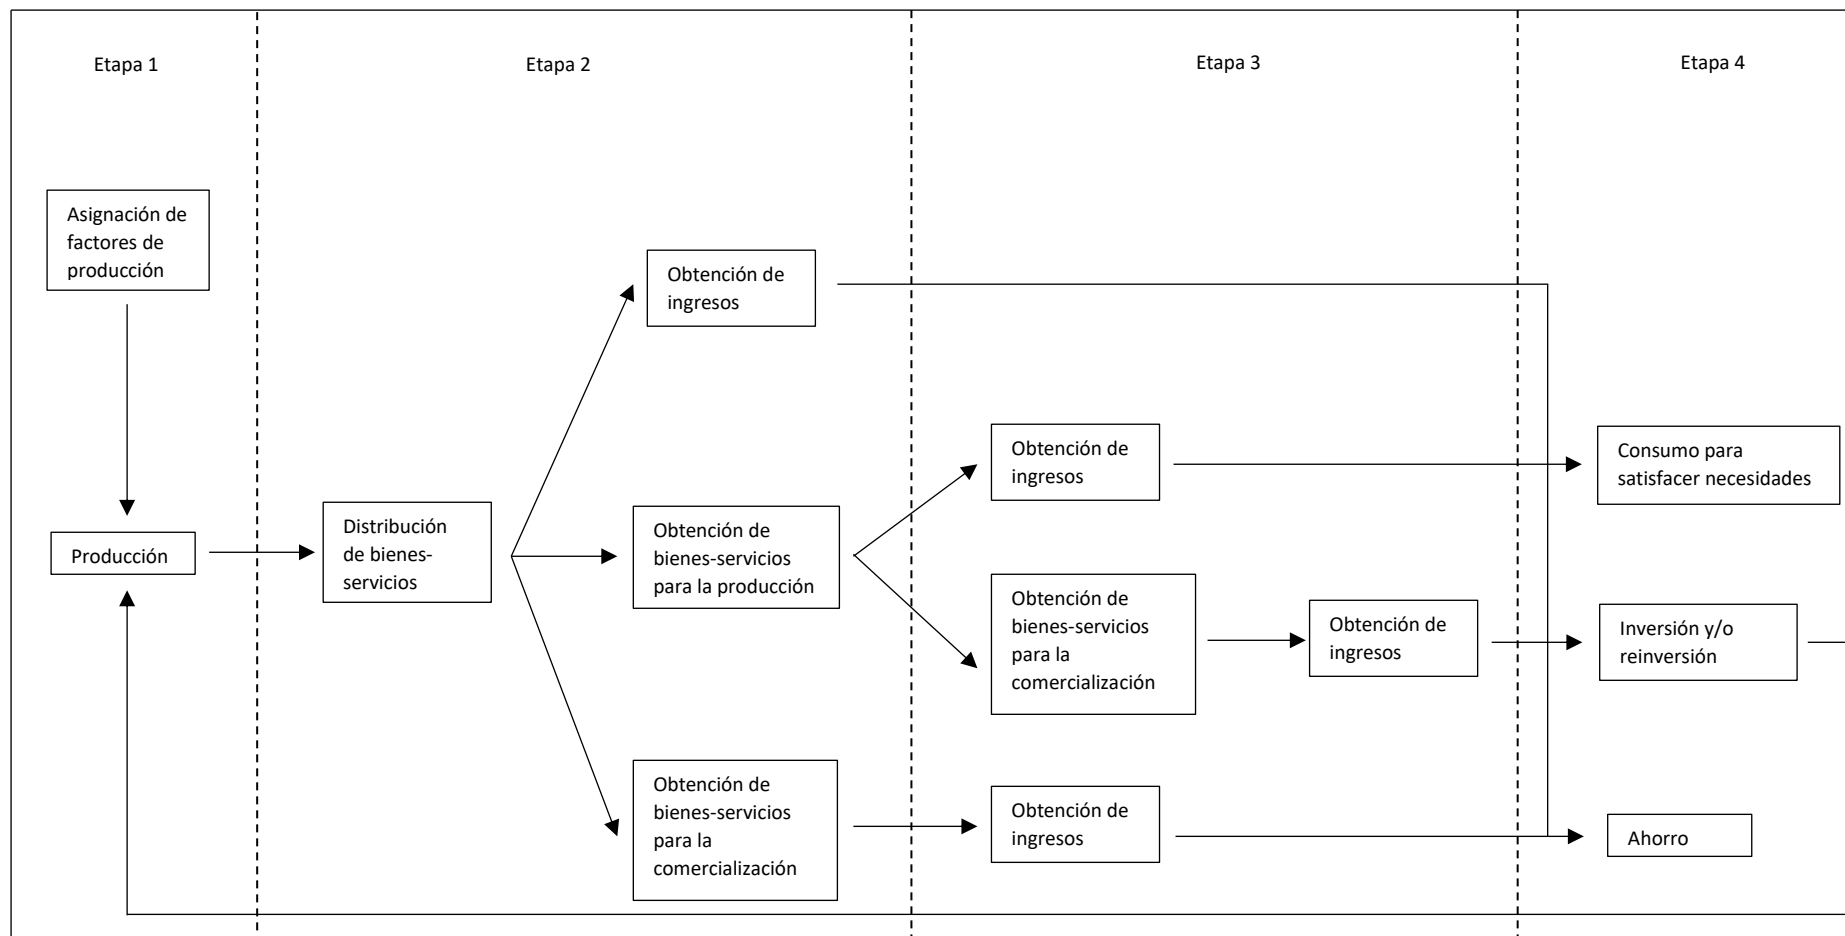 Etapa 1
Etapa 2
Etapa 3
Etapa 4
Asignación de
factores de
producción
Producción
Distribución
de bienes-
servicios
Obtención de
ingresos
Obtención de
bienes-servicios
para la producción
Obtención de
bienes-servicios
para la
comercialización
Obtención de
ingresos
Obtención de
bienes-servicios
para la
comercialización
Obtención de
ingresos
Obtención de
ingresos
Consumo para
satisfacer necesidades
Inversión y/o
reinversión
Ahorro